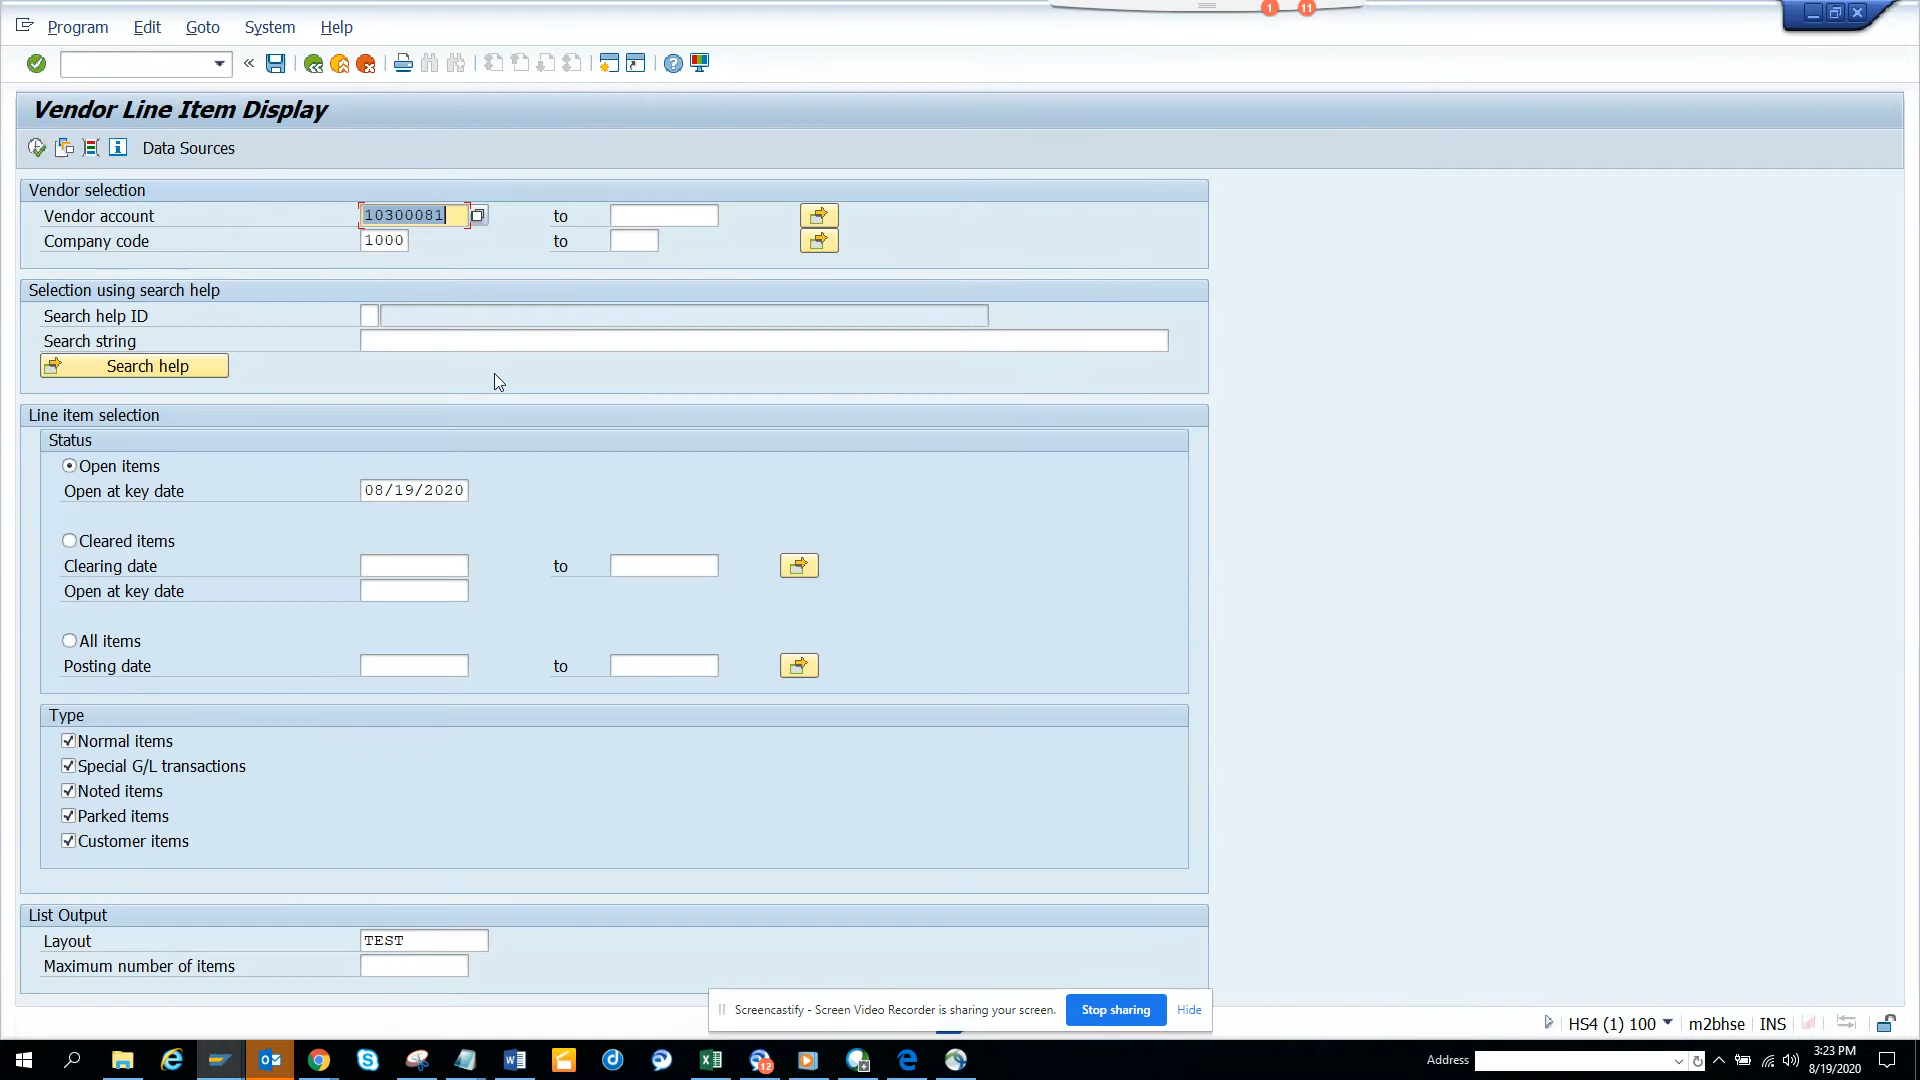 1 11
Program Edit Goto System Help
Vendor Line Item Display
Data Sources
Vendor selection
Vendor account 10300081 to
Company code 1000 to
Selection using search help
Search help ID
Search string
Search help
Line item selection
Status
Open items
Open at key date 08/19/2020
Cleared items
Clearing date to
Open at key date
All items
Posting date to
Type
Normal items
Special G/L transactions
Noted items
Parked items
Customer items
List Output
Layout TEST
Maximum number of items
Screencastify - Screen Video Recorder is sharing your screen. Stop sharing Hide
HS4 (1) 100 m2bhse INS
12
Address
3:23 PM
8/19/2020